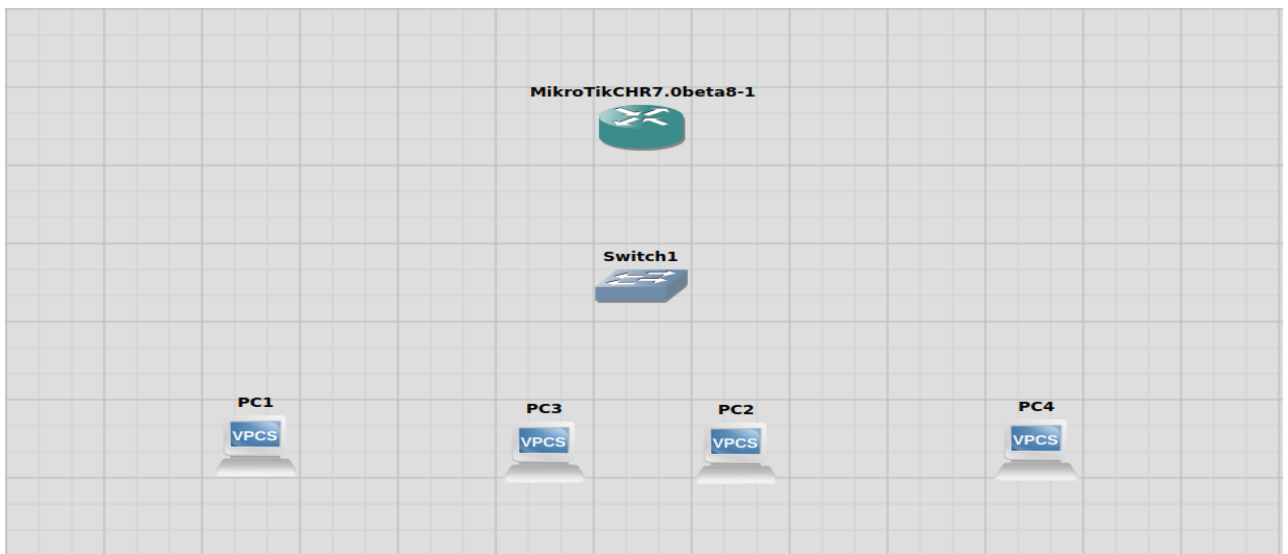 MikroTikCHR7.0beta8-1
Switch1
PC1
PC3
PC2
PC4
VPCS
VPCS
VPCS
VPCS